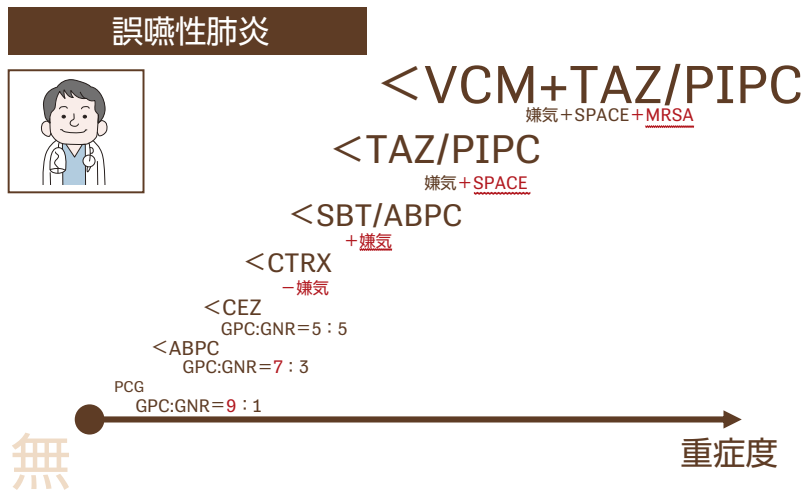 誤嚥性肺炎
＜VCM+TAZ/PIPC
嫌気＋SPACE＋MRSA
＜TAZ/PIPC
嫌気＋SPACE
＜SBT/ABPC
＋嫌気
＜CTRX
－嫌気
＜CEZ
GPC:GNR＝5：5
＜ABPC
GPC:GNR＝7：3
PCG
GPC:GNR＝9：1
重症度
無